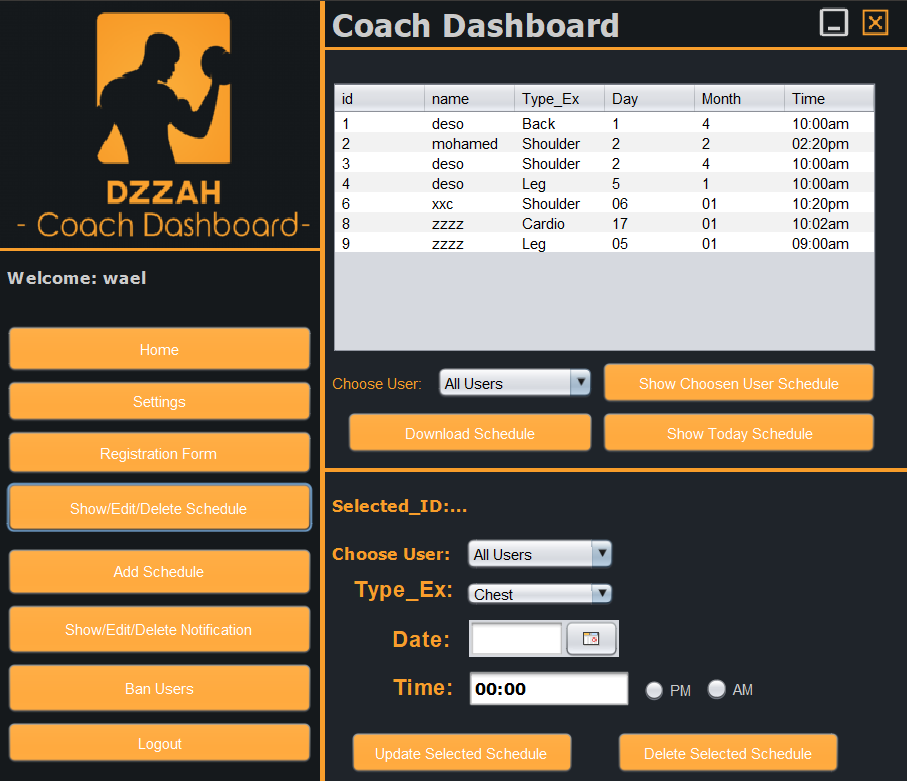 DZZAH
- Coach Dashboard-
Welcome: wael
Home
Settings
Registration Form
Show/Edit/Delete Schedule
Add Schedule
Show/Edit/Delete Notification
Ban Users
Logout
Coach Dashboard
id name Type_Ex Day Month Time
1 deso Back 1 4 10:00am
2 mohamed Shoulder 2 2 02:20pm
3 deso Shoulder 2 4 10:00am
4 deso Leg 5 1 10:00am
6 xxc Shoulder 06 01 10:20pm
8 zzzz Cardio 17 01 10:02am
9 zzzz Leg 05 01 09:00am
Choose User: All Users Show Choosen User Schedule
Download Schedule Show Today Schedule
Selected_ID:...
Choose User: All Users
Type_Ex: Chest
Date:
Time: 00:00 PM AM
Update Selected Schedule Delete Selected Schedule